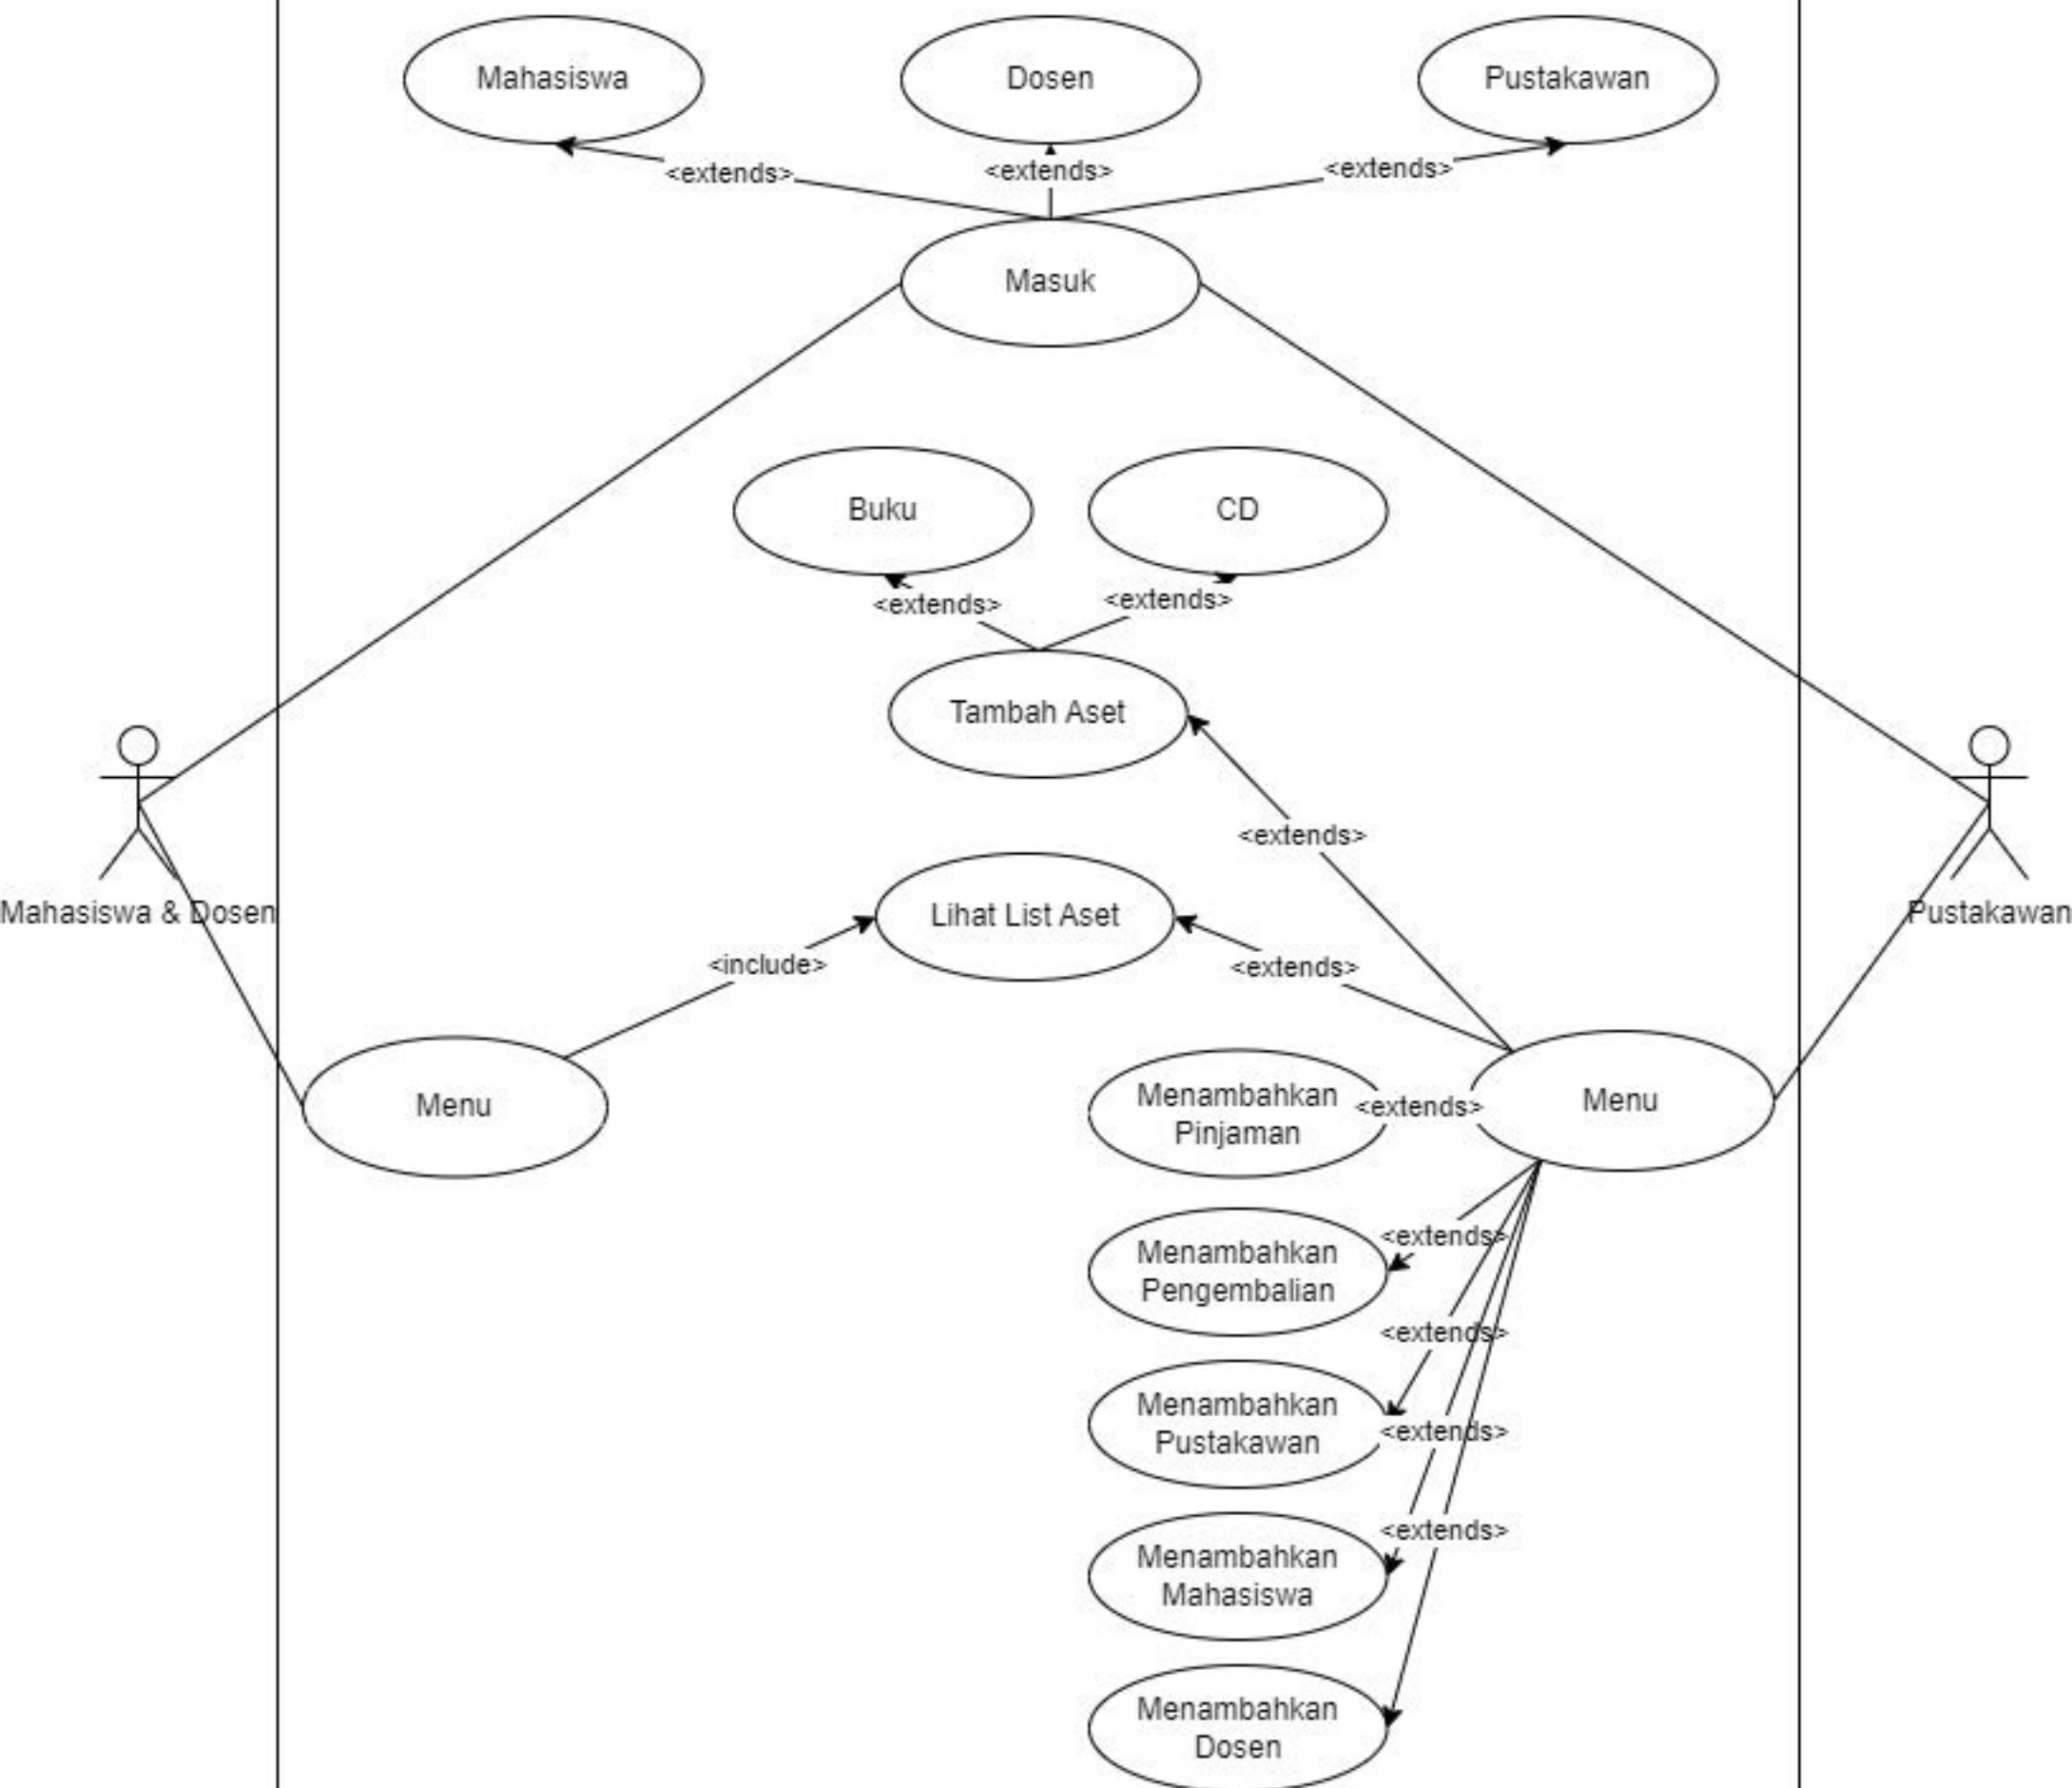 Mahasiswa
Dosen
Pustakawan
<extends>
<extends>
<extends>
Masuk
Buku
CD
<extends>
<extends>
Tambah Aset
<extends>
Mahasiswa & Dosen
Lihat List Aset
Pustakawan
<include>
<extends>
Menu
Menambahkan
Pinjaman
<extends>
Menu
<extends>
Menambahkan
Pengembalian
<extends>
Menambahkan
Pustakawan
<extends>
<extends>
Menambahkan
Mahasiswa
Menambahkan
Dosen